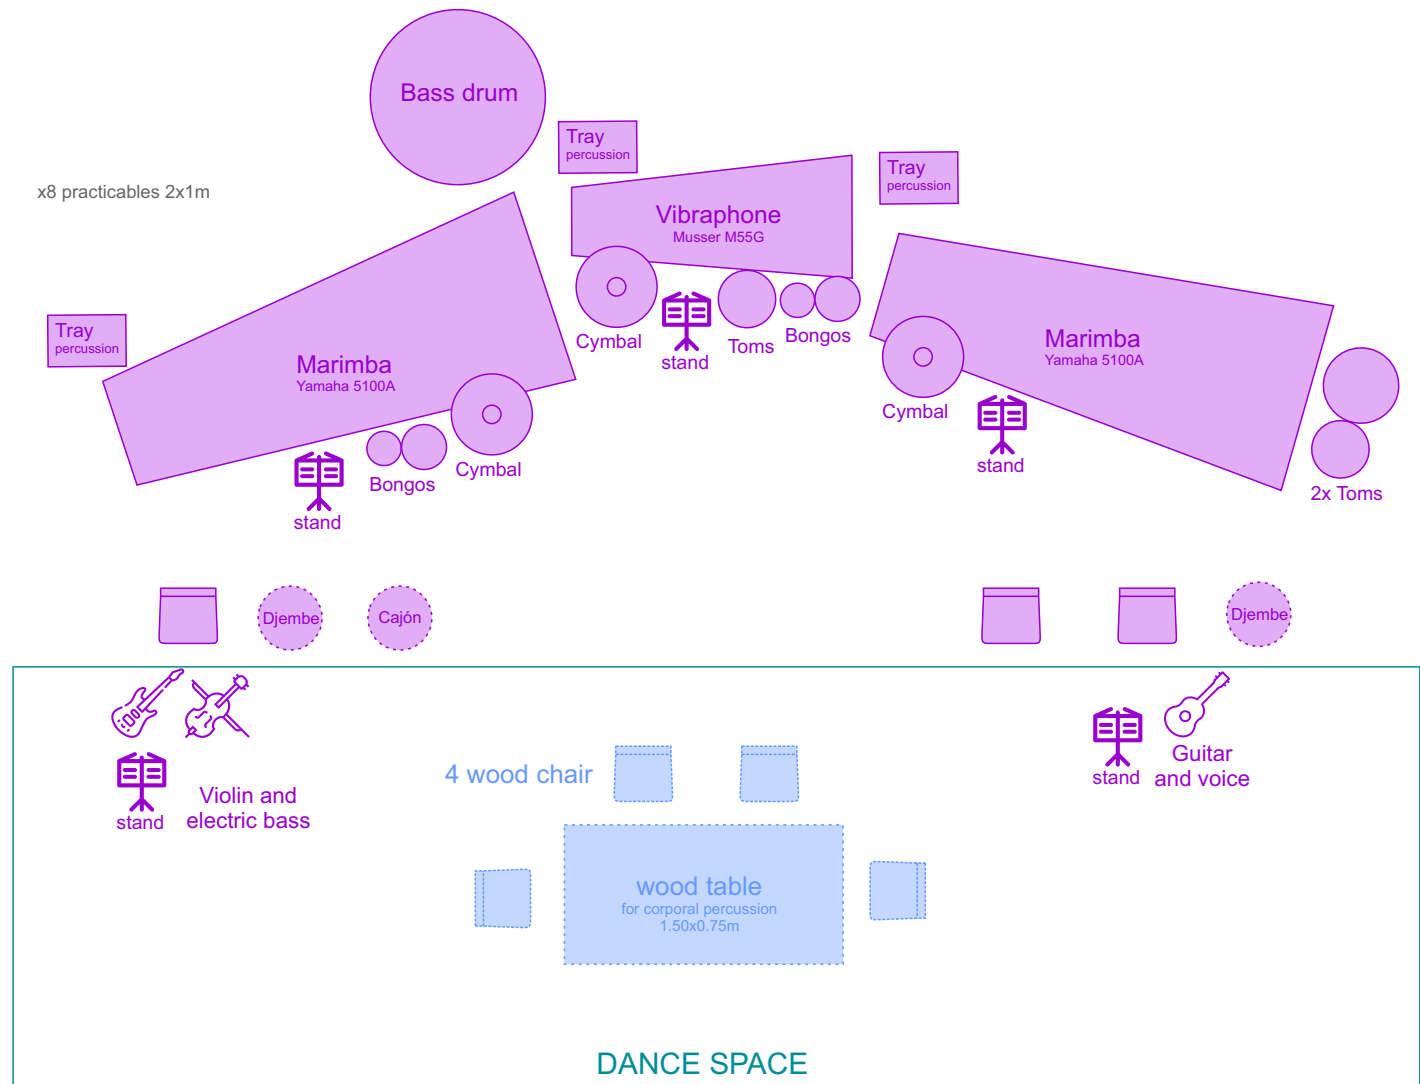 Bass drum
Tray
percussion
Tray
percussion
x8 practicables 2x1m
Vibraphone
Musser M55G
Tray
percussion
Marimba
Yamaha 5100A
Cymbal
stand
Toms
Bongos
Marimba
Yamaha 5100A
Cymbal
stand
2x Toms
Bongos
Cymbal
stand
Djembe
Cajón
Djembe
stand
Violin and
electric bass
4 wood chair
stand
Guitar
and voice
wood table
for corporal percussion
1.50x0.75m
DANCE SPACE